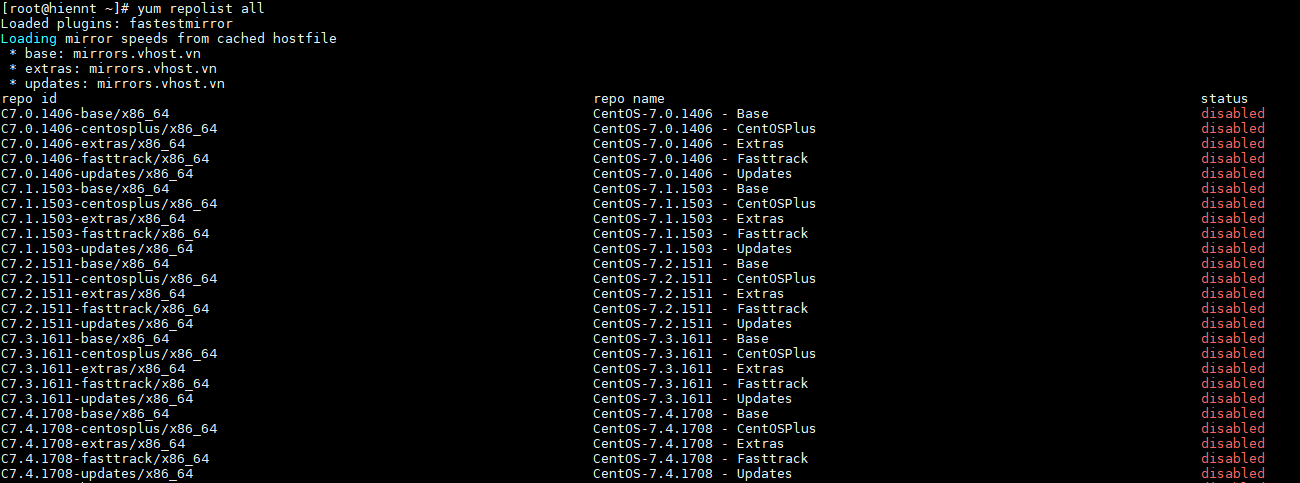 [root@hiennt ~]# yum repolist all
Loaded plugins: fastestmirror
Loading mirror speeds from cached hostfile
 * base: mirrors.vhost.vn
 * extras: mirrors.vhost.vn
 * updates: mirrors.vhost.vn
repo id repo name status
C7.0.1406-base/x86_64 CentOS-7.0.1406 - Base disabled
C7.0.1406-centosplus/x86_64 CentOS-7.0.1406 - CentOSPlus disabled
C7.0.1406-extras/x86_64 CentOS-7.0.1406 - Extras disabled
C7.0.1406-fasttrack/x86_64 CentOS-7.0.1406 - Fasttrack disabled
C7.0.1406-updates/x86_64 CentOS-7.0.1406 - Updates disabled
C7.1.1503-base/x86_64 CentOS-7.1.1503 - Base disabled
C7.1.1503-centosplus/x86_64 CentOS-7.1.1503 - CentOSPlus disabled
C7.1.1503-extras/x86_64 CentOS-7.1.1503 - Extras disabled
C7.1.1503-fasttrack/x86_64 CentOS-7.1.1503 - Fasttrack disabled
C7.1.1503-updates/x86_64 CentOS-7.1.1503 - Updates disabled
C7.2.1511-base/x86_64 CentOS-7.2.1511 - Base disabled
C7.2.1511-centosplus/x86_64 CentOS-7.2.1511 - CentOSPlus disabled
C7.2.1511-extras/x86_64 CentOS-7.2.1511 - Extras disabled
C7.2.1511-fasttrack/x86_64 CentOS-7.2.1511 - Fasttrack disabled
C7.2.1511-updates/x86_64 CentOS-7.2.1511 - Updates disabled
C7.3.1611-base/x86_64 CentOS-7.3.1611 - Base disabled
C7.3.1611-centosplus/x86_64 CentOS-7.3.1611 - CentOSPlus disabled
C7.3.1611-extras/x86_64 CentOS-7.3.1611 - Extras disabled
C7.3.1611-fasttrack/x86_64 CentOS-7.3.1611 - Fasttrack disabled
C7.3.1611-updates/x86_64 CentOS-7.3.1611 - Updates disabled
C7.4.1708-base/x86_64 CentOS-7.4.1708 - Base disabled
C7.4.1708-centosplus/x86_64 CentOS-7.4.1708 - CentOSPlus disabled
C7.4.1708-extras/x86_64 CentOS-7.4.1708 - Extras disabled
C7.4.1708-fasttrack/x86_64 CentOS-7.4.1708 - Fasttrack disabled
C7.4.1708-updates/x86_64 CentOS-7.4.1708 - Updates disabled